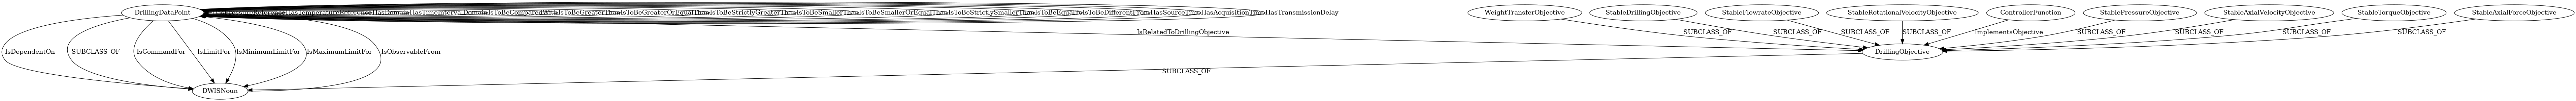 DrillingDataPoint
HasPressureReference HasTemperatureReference HasDomain HasTimeIntervalDomain IsToBeComparedWith IsToBeGreaterThan IsToBeGreaterOrEqualThan IsToBeStrictlyGreaterThan IsToBeSmallerThan IsToBeSmallerOrEqualThan IsToBeStrictlySmallerThan IsToBeEqualTo IsToBeDifferentFrom HasSourceTime HasAcquisitionTime HasTransmissionDelay
WeightTransferObjective
StableDrillingObjective
StableFlowrateObjective
StableRotationalVelocityObjective
ControllerFunction
StablePressureObjective
StableAxialVelocityObjective
StableTorqueObjective
StableAxialForceObjective
IsRelatedToDrillingObjective
SUBCLASS_OF
SUBCLASS_OF
SUBCLASS_OF
SUBCLASS_OF
ImplementsObjective
SUBCLASS_OF
SUBCLASS_OF
SUBCLASS_OF
SUBCLASS_OF
IsDependentOn
SUBCLASS_OF
IsCommandFor
IsLimitFor
IsMinimumLimitFor
IsMaximumLimitFor
IsObservableFrom
DrillingObjective
SUBCLASS_OF
DWISNoun